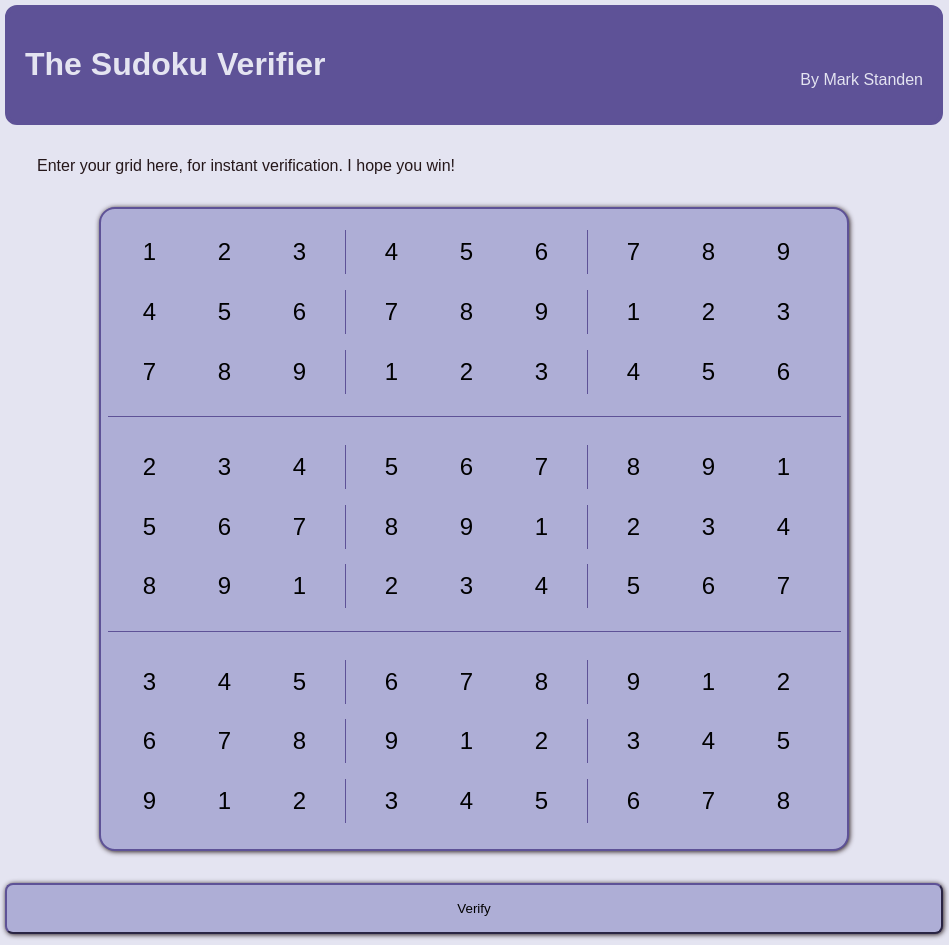 The Sudoku Verifier
By Mark Standen
Enter your grid here, for instant verification. I hope you win!
1 2 3 4 5 6 7 8 9
4 5 6 7 8 9 1 2 3
7 8 9 1 2 3 4 5 6
2 3 4 5 6 7 8 9 1
5 6 7 8 9 1 2 3 4
8 9 1 2 3 4 5 6 7
3 4 5 6 7 8 9 1 2
6 7 8 9 1 2 3 4 5
9 1 2 3 4 5 6 7 8
Verify